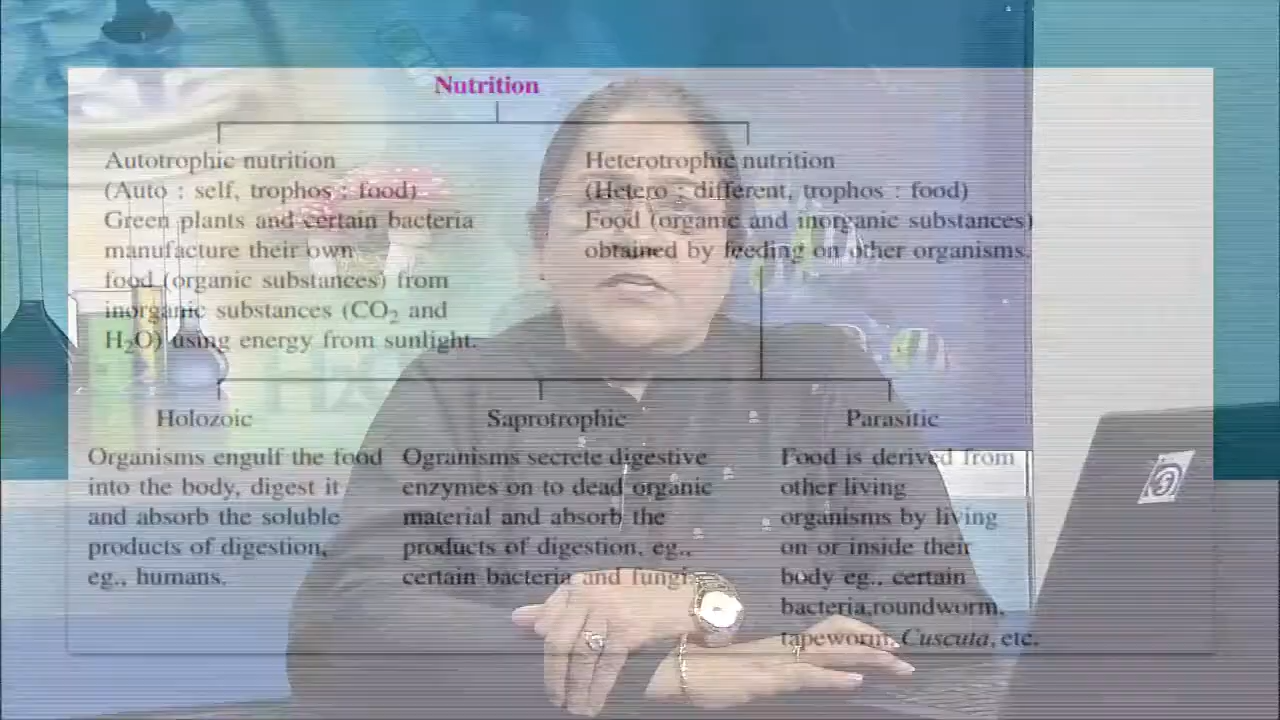 Nutrition
Autotrophic nutrition
(Auto : self, trophos : food)
Green plants and certain bacteria
manufacture their own
food (organic substances) from
inorganic substances (CO₂ and
H₂O) using energy from sunlight.
Heterotrophic nutrition
(Hetero : different, trophos : food)
Food (organic and inorganic substances)
obtained by feeding on other organisms.
Holozoic
Organisms engulf the food
into the body, digest it
and absorb the soluble
products of digestion,
eg., humans.
Saprotrophic
Ogranisms secrete digestive
enzymes on to dead organic
material and absorb the
products of digestion, eg.,
certain bacteria and fungi.
Parasitic
Food is derived from
other living
organisms by living
on or inside their
body eg., certain
bacteria,roundworm,
tapeworm, Cuscuta, etc.